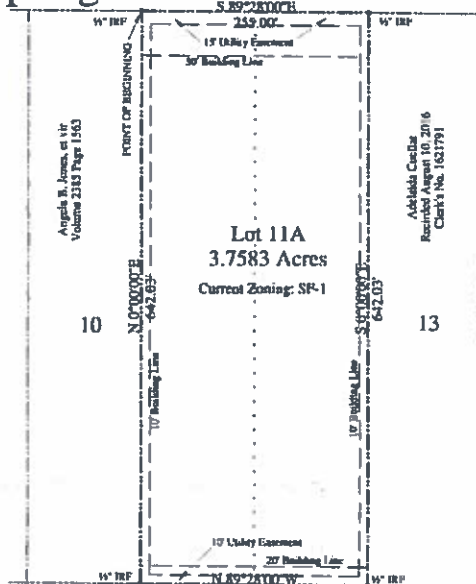 S 89°28'00"E
½" IRF
255.00'
½" IRF
15' Utility Easement
30' Building Line
POINT OF BEGINNING
Angela B. Jones, et vir
Volume 2385 Page 1563
Adelaida Cuellar
Recorded August 10, 2016
Clerk's No. 1621791
Lot 11A
3.7583 Acres
Current Zoning: SF-1
N 0°00'00"E
642.03'
S 0°00'00"E
642.03'
10
13
10' Building Line
10' Building Line
10' Utility Easement
20' Building Line
½" IRF
N 89°28'00"W
½" IRF